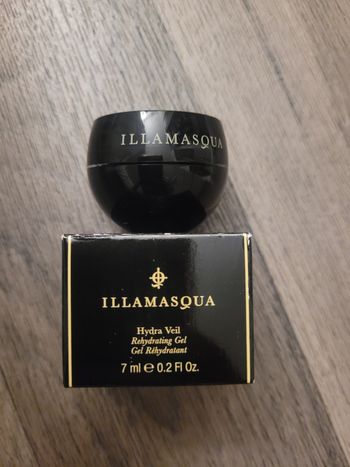 ILLAMASQUA
ILLAMASQUA
Hydra Veil
Rehydrating Gel
Gel Réhydratant
7 ml ℮ 0.2 Fl Oz.